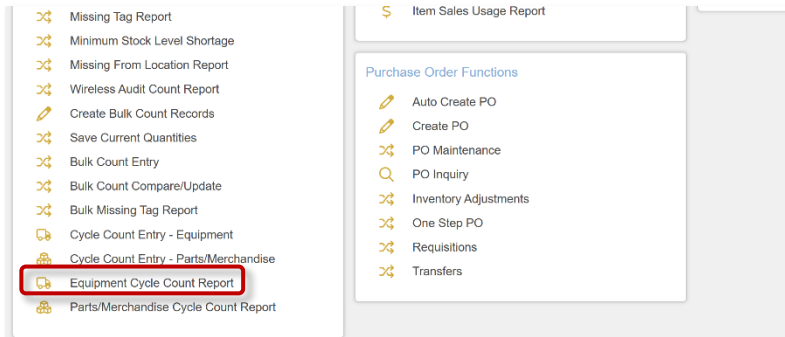 Missing Tag Report
Minimum Stock Level Shortage
Missing From Location Report
Wireless Audit Count Report
Create Bulk Count Records
Save Current Quantities
Bulk Count Entry
Bulk Count Compare/Update
Bulk Missing Tag Report
Cycle Count Entry - Equipment
Cycle Count Entry - Parts/Merchandise
Equipment Cycle Count Report
Parts/Merchandise Cycle Count Report
Item Sales Usage Report
Purchase Order Functions
Auto Create PO
Create PO
PO Maintenance
PO Inquiry
Inventory Adjustments
One Step PO
Requisitions
Transfers